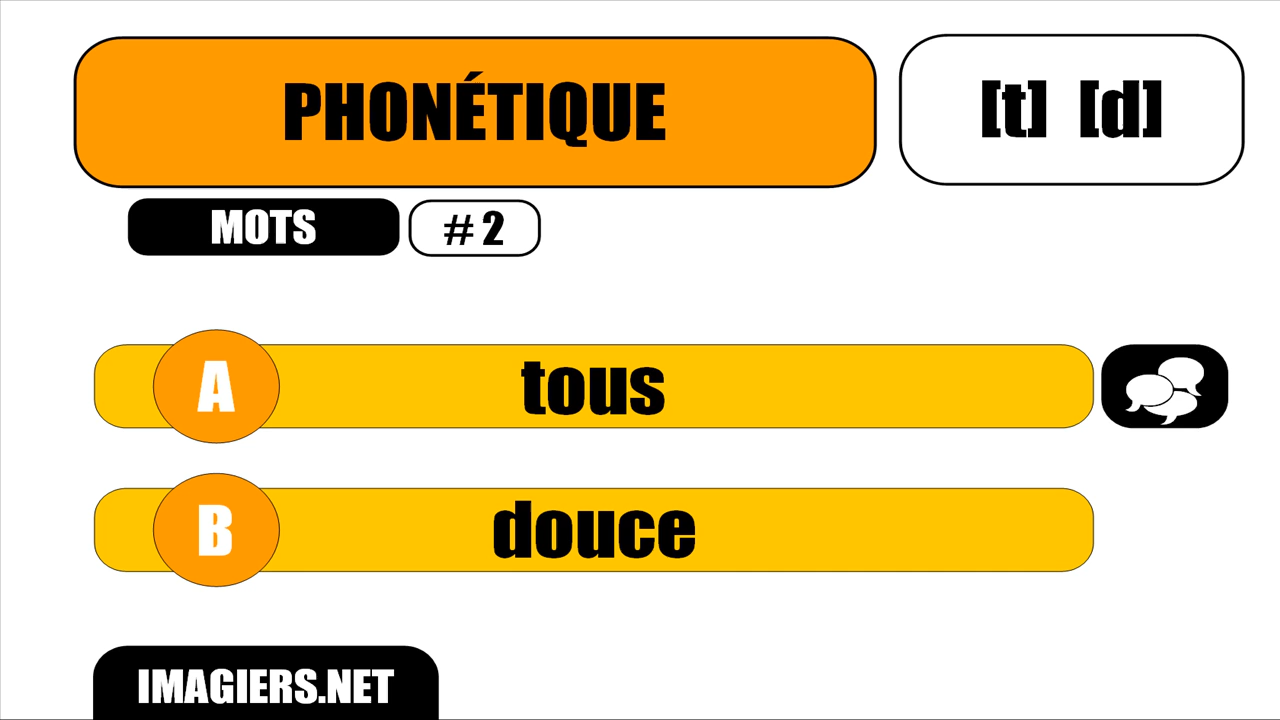 PHONÉTIQUE
[t] [d]
MOTS
# 2
A
tous
B
douce
IMAGIERS.NET